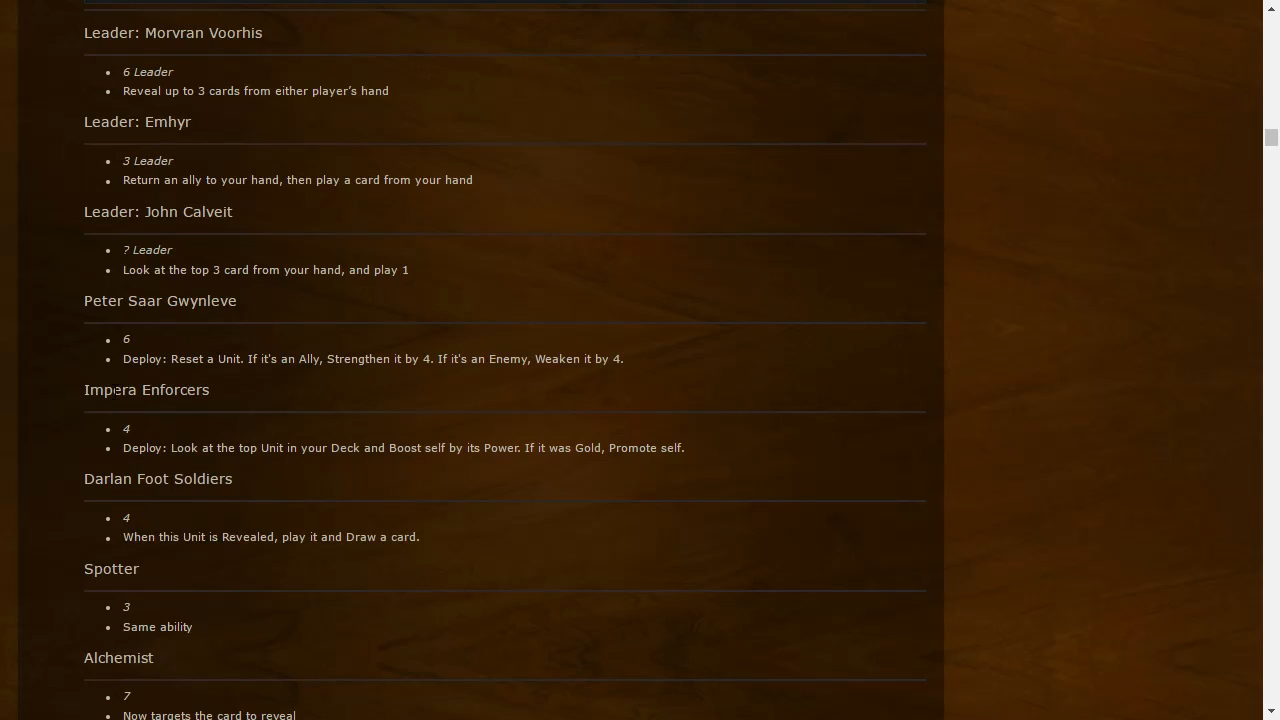 Leader: Morvran Voorhis
6 Leader
Reveal up to 3 cards from either player's hand
Leader: Emhyr
3 Leader
Return an ally to your hand, then play a card from your hand
Leader: John Calveit
? Leader
Look at the top 3 card from your hand, and play 1
Peter Saar Gwynleve
6
Deploy: Reset a Unit. If it's an Ally, Strengthen it by 4. If it's an Enemy, Weaken it by 4.
Impera Enforcers
4
Deploy: Look at the top Unit in your Deck and Boost self by its Power. If it was Gold, Promote self.
Darlan Foot Soldiers
4
When this Unit is Revealed, play it and Draw a card.
Spotter
3
Same ability
Alchemist
7
Now targets the card to reveal